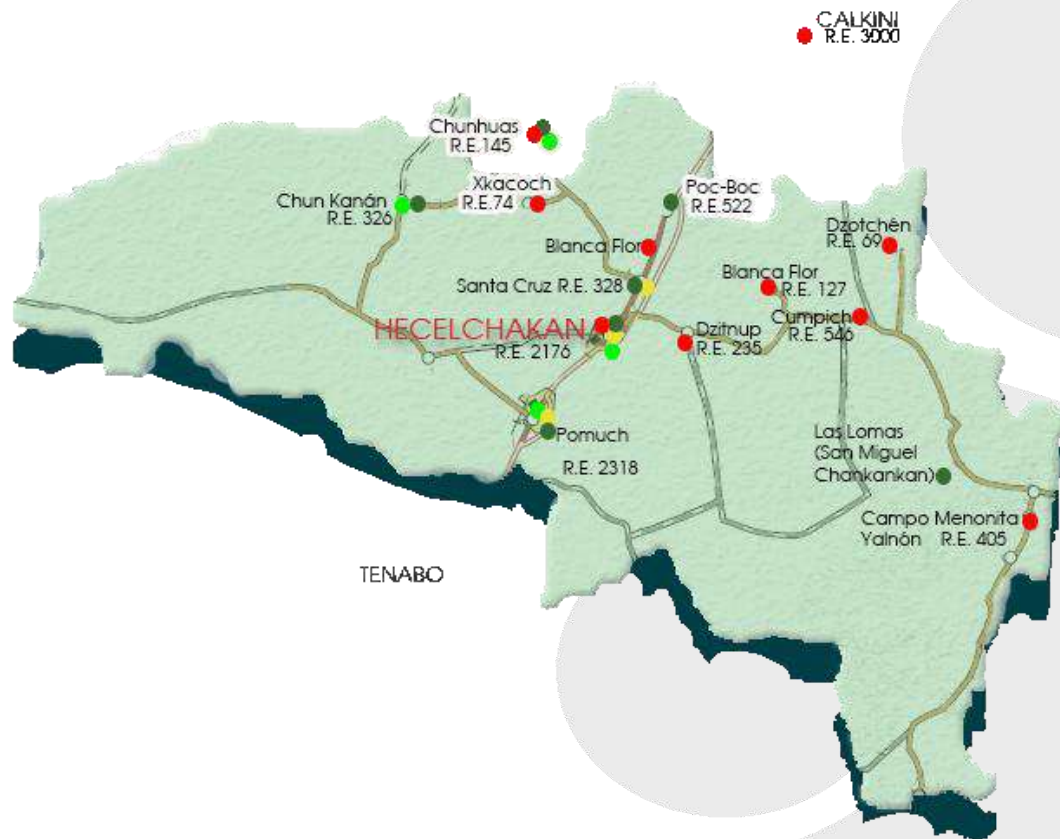 CALKINI
R.E. 3000
Chunhuas
R.E.145
Xkacoch
R.E.74
Poc-Boc
R.E.522
Chun Kanán
R.E. 326
Dzotchén
R.E. 69
Blanca Flor
Blanca Flor
R.E. 127
Santa Cruz R.E. 328
Cumpich
R.E. 546
HECELCHAKAN
R.E. 2176
Dzitnup
R.E. 235
Pomuch
R.E. 2318
Las Lomas
(San Miguel
Chankankan)
Campo Menonita
Yalnón R.E. 405
TENABO